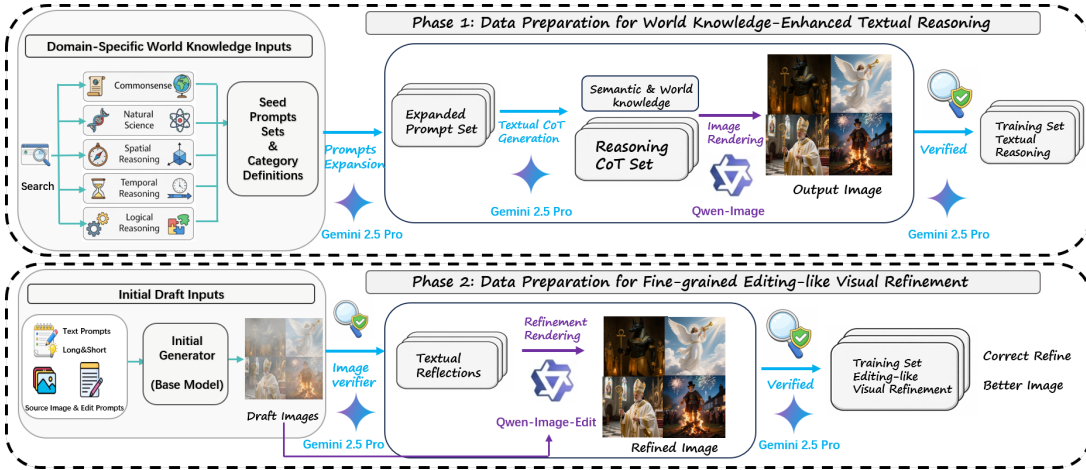 Phase 1: Data Preparation for World Knowledge-Enhanced Textual Reasoning
Domain-Specific World Knowledge Inputs
Search
Commonsense
Natural
Science
Spatial
Reasoning
Temporal
Reasoning
Logical
Reasoning
Seed
Prompts
Sets
&
Category
Definitions
Prompts
Expansion
Gemini 2.5 Pro
Expanded
Prompt Set
Textual CoT
Generation
Gemini 2.5 Pro
Semantic & World
knowledge
Reasoning
CoT Set
Image
Rendering
Qwen-Image
Output Image
Verified
Gemini 2.5 Pro
Training Set
Textual
Reasoning
Phase 2: Data Preparation for Fine-grained Editing-like Visual Refinement
Initial Draft Inputs
Text Prompts
Long&Short
Source Image & Edit Prompts
Initial
Generator
(Base Model)
Draft Images
Image
verifier
Gemini 2.5 Pro
Textual
Reflections
Refinement
Rendering
Qwen-Image-Edit
Refined Image
Verified
Gemini 2.5 Pro
Training Set
Editing-like
Visual Refinement
Correct Refine
Better Image